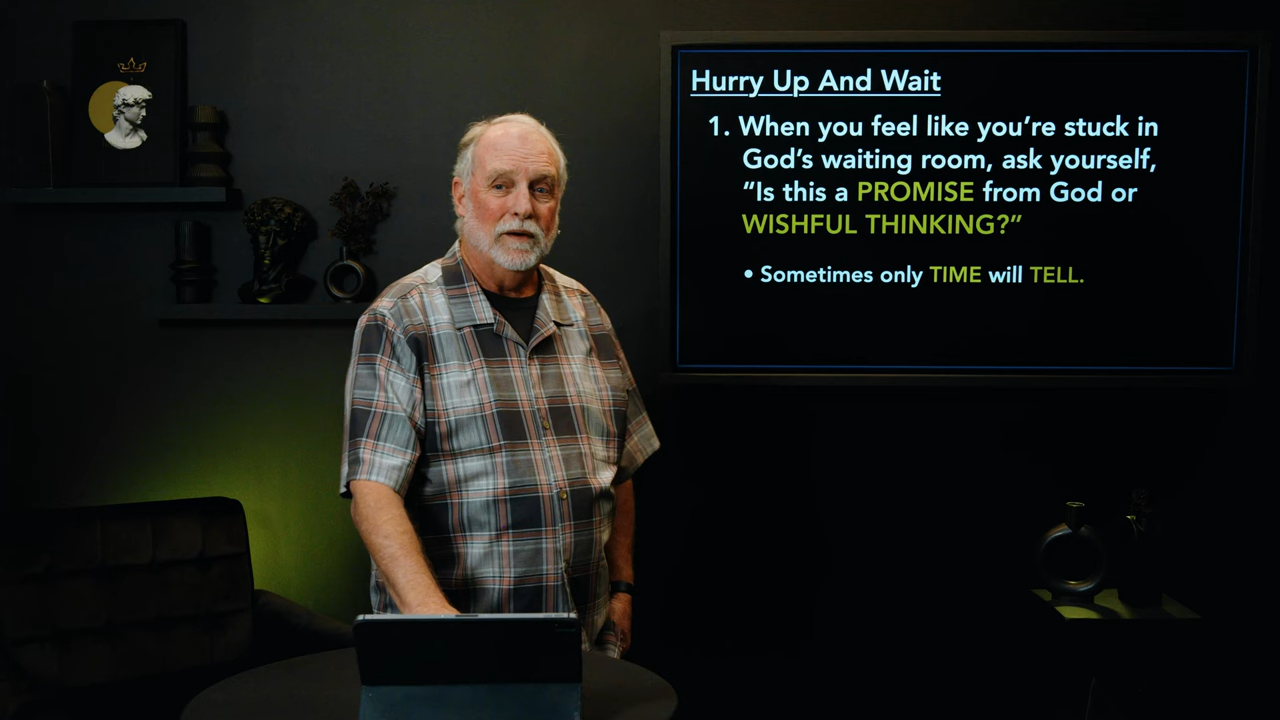 Hurry Up And Wait
1. When you feel like you’re stuck in
God’s waiting room, ask yourself,
“Is this a PROMISE from God or
WISHFUL THINKING?”
• Sometimes only TIME will TELL.